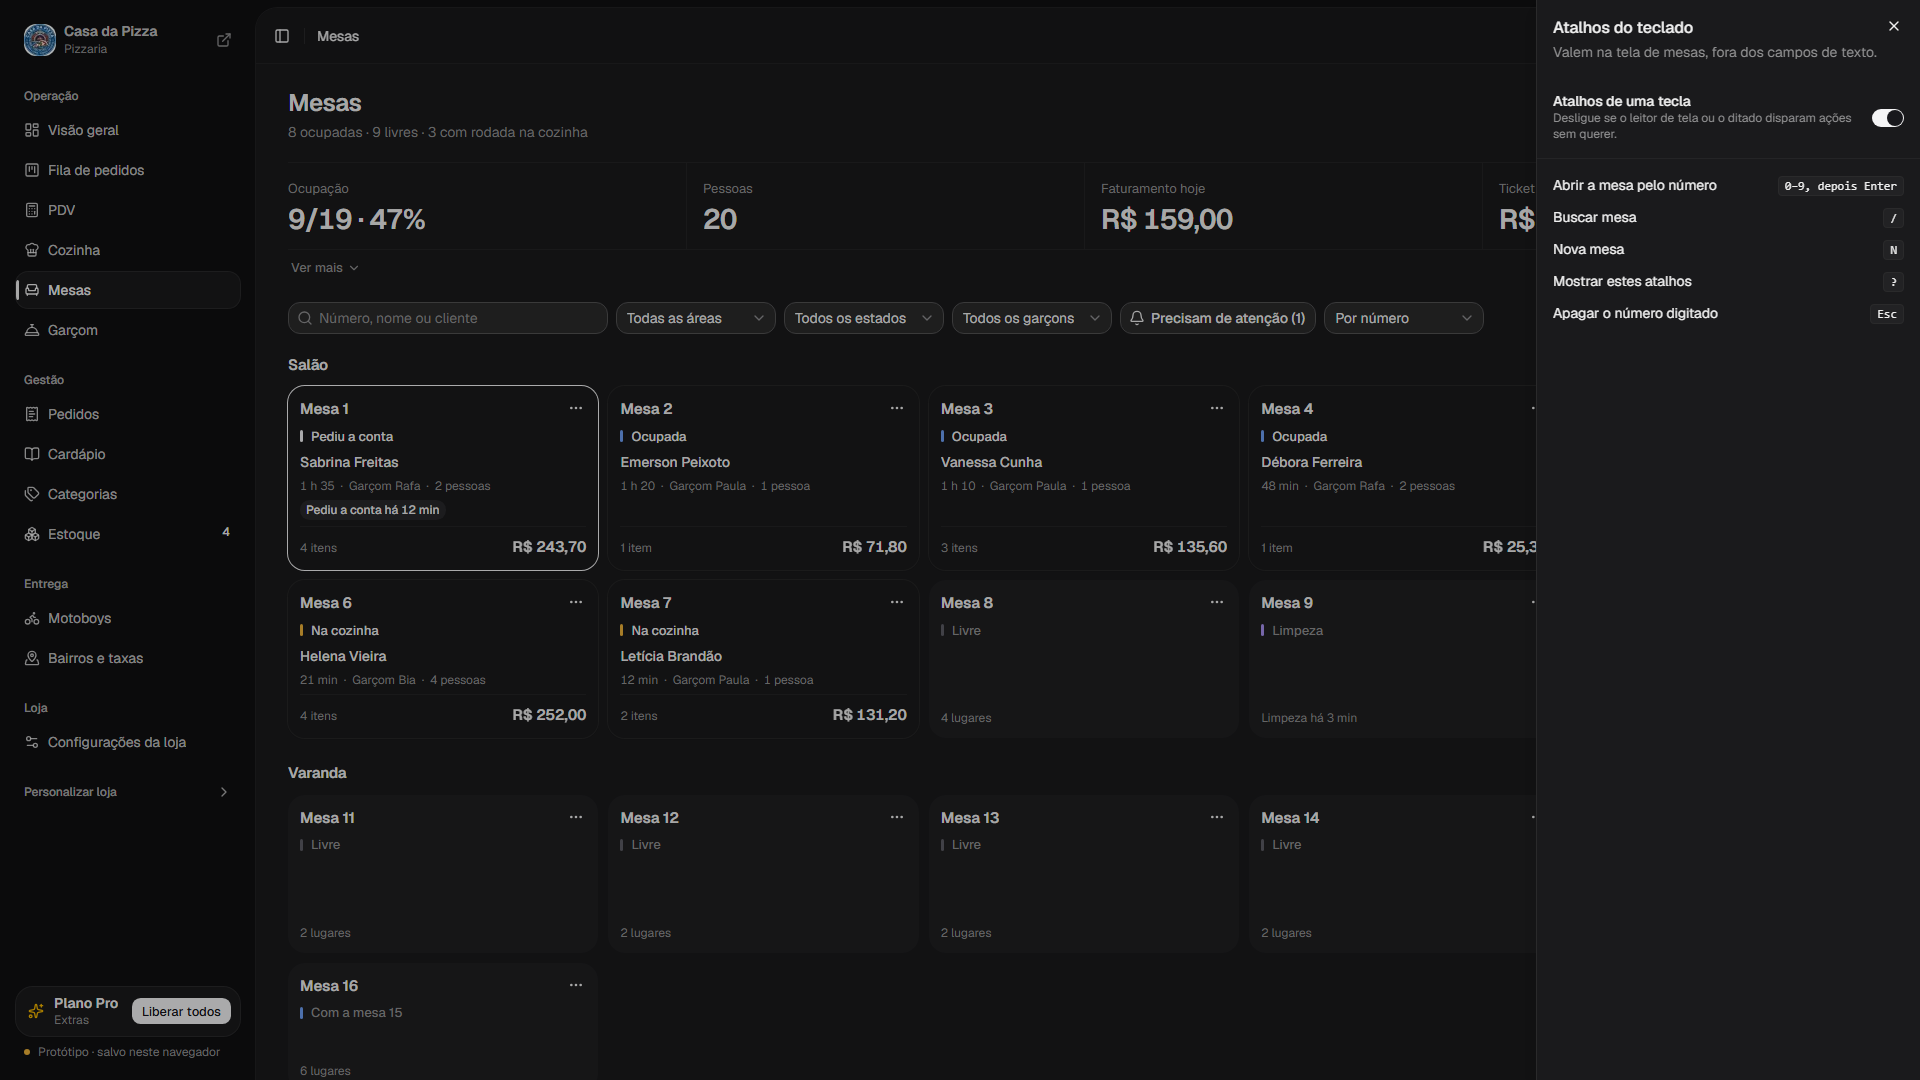 Casa da Pizza
Pizzaria
Operação
Visão geral
Fila de pedidos
PDV
Cozinha
Mesas
Garçom
Gestão
Pedidos
Cardápio
Categorias
Estoque 4
Entrega
Motoboys
Bairros e taxas
Loja
Configurações da loja
Personalizar loja
Plano Pro
Extras
Liberar todos
Protótipo · salvo neste navegador
Mesas
Mesas
8 ocupadas · 9 livres · 3 com rodada na cozinha
Ocupação
9/19 · 47%
Pessoas
20
Faturamento hoje
R$ 159,00
Ticket
R$
Ver mais
Número, nome ou cliente
Todas as áreas
Todos os estados
Todos os garçons
Precisam de atenção (1)
Por número
Salão
Mesa 1
Pediu a conta
Sabrina Freitas
1 h 35 · Garçom Rafa · 2 pessoas
Pediu a conta há 12 min
4 itens R$ 243,70
Mesa 2
Ocupada
Emerson Peixoto
1 h 20 · Garçom Paula · 1 pessoa
1 item R$ 71,80
Mesa 3
Ocupada
Vanessa Cunha
1 h 10 · Garçom Paula · 1 pessoa
3 itens R$ 135,60
Mesa 4
Ocupada
Débora Ferreira
48 min · Garçom Rafa · 2 pessoas
1 item R$ 25,3
Mesa 6
Na cozinha
Helena Vieira
21 min · Garçom Bia · 4 pessoas
4 itens R$ 252,00
Mesa 7
Na cozinha
Letícia Brandão
12 min · Garçom Paula · 1 pessoa
2 itens R$ 131,20
Mesa 8
Livre
4 lugares
Mesa 9
Limpeza
Limpeza há 3 min
Varanda
Mesa 11
Livre
2 lugares
Mesa 12
Livre
2 lugares
Mesa 13
Livre
2 lugares
Mesa 14
Livre
2 lugares
Mesa 16
Com a mesa 15
6 lugares
Atalhos do teclado
Valem na tela de mesas, fora dos campos de texto.
Atalhos de uma tecla
Desligue se o leitor de tela ou o ditado disparam ações
sem querer.
Abrir a mesa pelo número 0–9, depois Enter
Buscar mesa /
Nova mesa N
Mostrar estes atalhos ?
Apagar o número digitado Esc